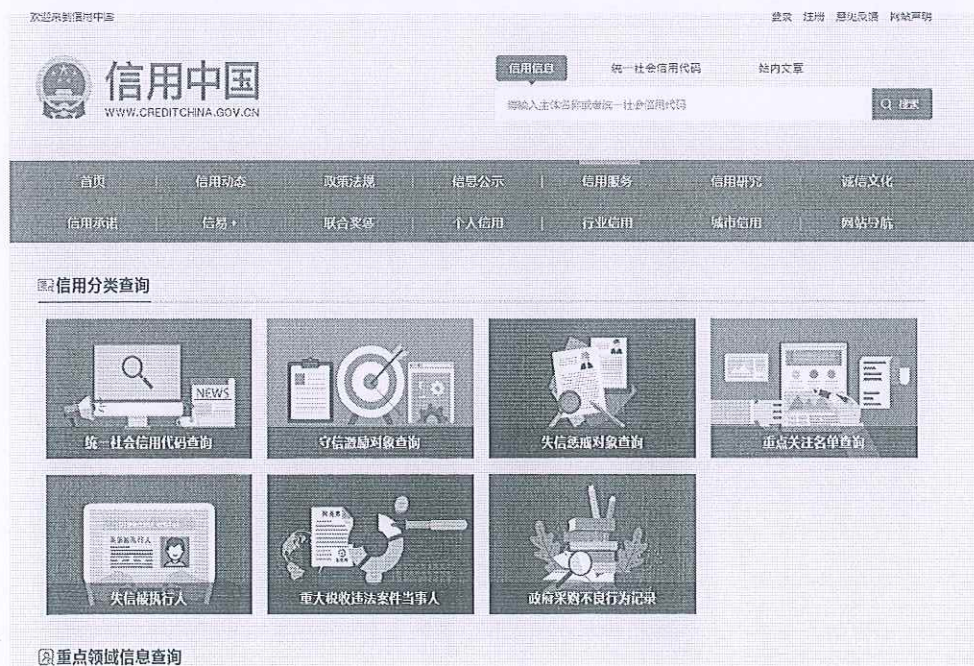 欢迎来到信用中国
登录 注册 意见反馈 网站声明
信用中国
WWW.CREDITCHINA.GOV.CN
信用信息 统一社会信用代码 站内文章
请输入主体名称或者统一社会信用代码
搜索
首页 信用动态 政策法规 信息公示 信用服务 信用研究 诚信文化
信用承诺 信易+ 联合奖惩 个人信用 行业信用 城市信用 网站导航
信用分类查询
NEWS
统一社会信用代码查询 守信激励对象查询 失信惩戒对象查询 重点关注名单查询
失信被执行人
失信被执行人 重大税收违法案件当事人 政府采购不良行为记录
重点领域信息查询